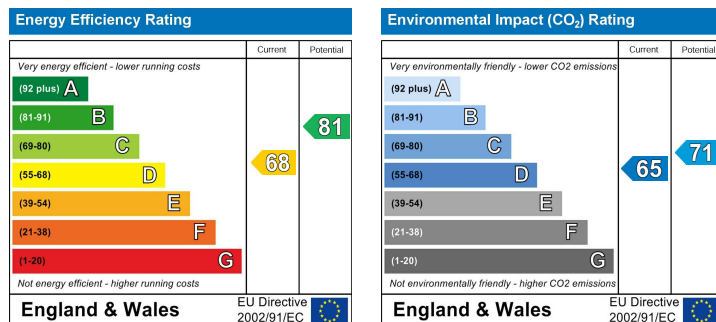 Energy Efficiency Rating
Current Potential
Very energy efficient - lower running costs
(92 plus) A
(81-91) B
81
(69-80) C
68
(55-68) D
(39-54) E
(21-38) F
(1-20) G
Not energy efficient - higher running costs
England & Wales
EU Directive
2002/91/EC
Environmental Impact (CO₂) Rating
Current Potential
Very environmentally friendly - lower CO2 emissions
(92 plus) A
(81-91) B
(69-80) C
71
(55-68) D
65
(39-54) E
(21-38) F
(1-20) G
Not environmentally friendly - higher CO2 emissions
England & Wales
EU Directive
2002/91/EC